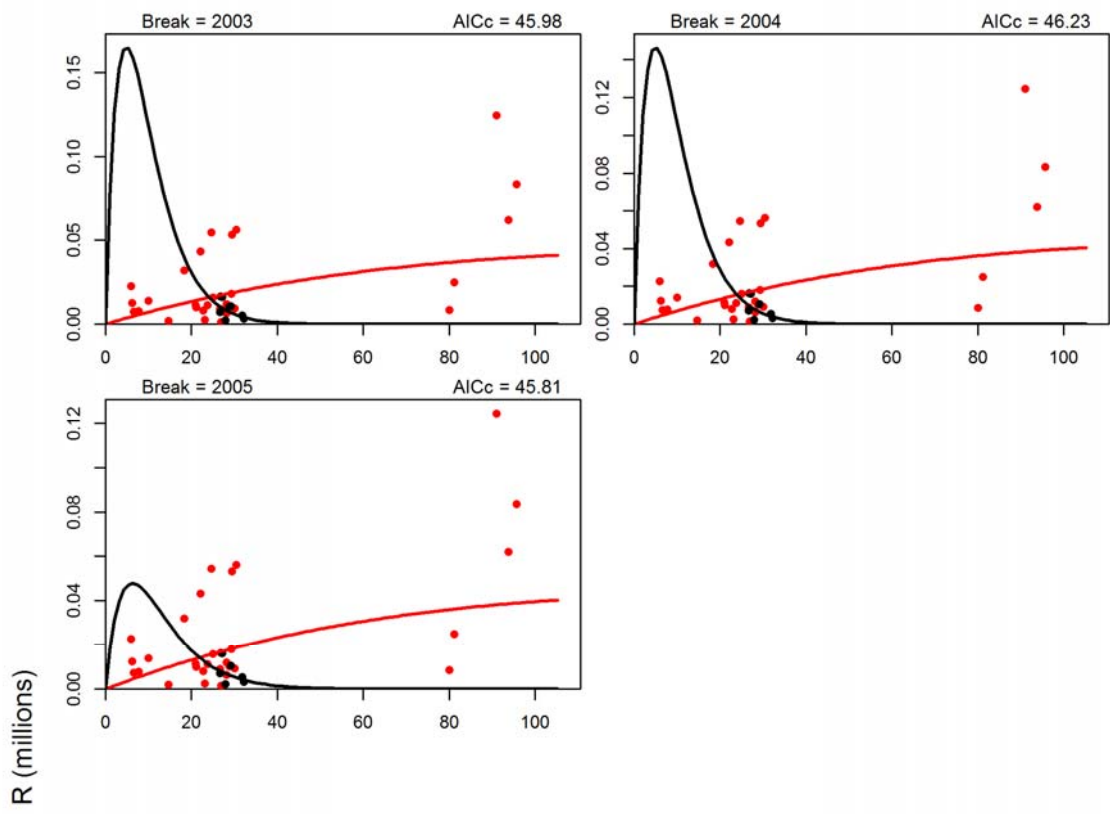 Break = 2003 AICc = 45.98
0.15
0.10
0.05
0.00
0 20 40 60 80 100
Break = 2004 AICc = 46.23
0.12
0.08
0.04
0.00
0 20 40 60 80 100
Break = 2005 AICc = 45.81
0.12
0.08
0.04
0.00
0 20 40 60 80 100
R (millions)